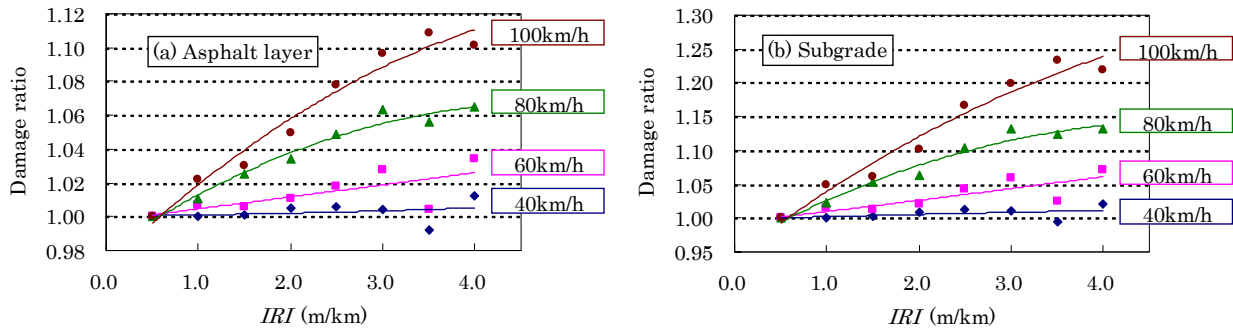 1.12
1.10
1.08
1.06
1.04
1.02
1.00
0.98
Damage ratio
(a) Asphalt layer
100km/h
80km/h
60km/h
40km/h
0.0 1.0 2.0 3.0 4.0
IRI (m/km)
1.30
1.25
1.20
1.15
1.10
1.05
1.00
0.95
Damage ratio
(b) Subgrade
100km/h
80km/h
60km/h
40km/h
0.0 1.0 2.0 3.0 4.0
IRI (m/km)